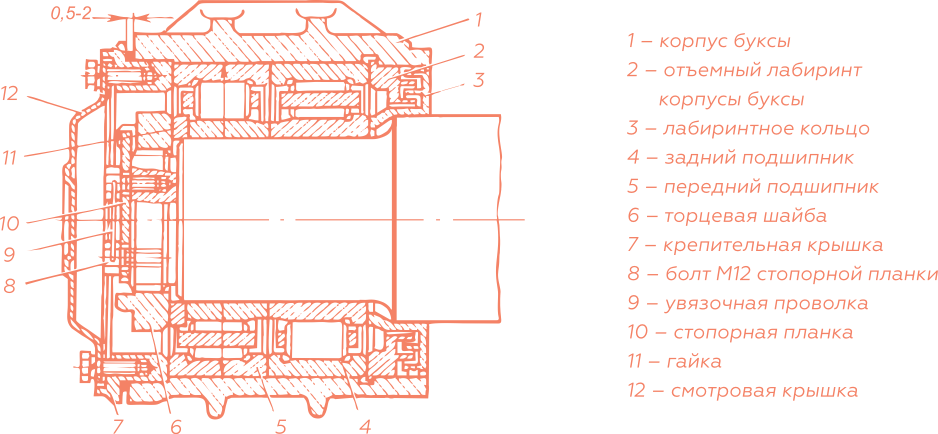 0,5-2
1
2
3
12
11
10
9
8
7
6
5
4
1 – корпус буксы
2 – отъемный лабиринт
корпусы буксы
3 – лабиринтное кольцо
4 – задний подшипник
5 – передний подшипник
6 – торцевая шайба
7 – крепительная крышка
8 – болт М12 стопорной планки
9 – увязочная проволка
10 – стопорная планка
11 – гайка
12 – смотровая крышка